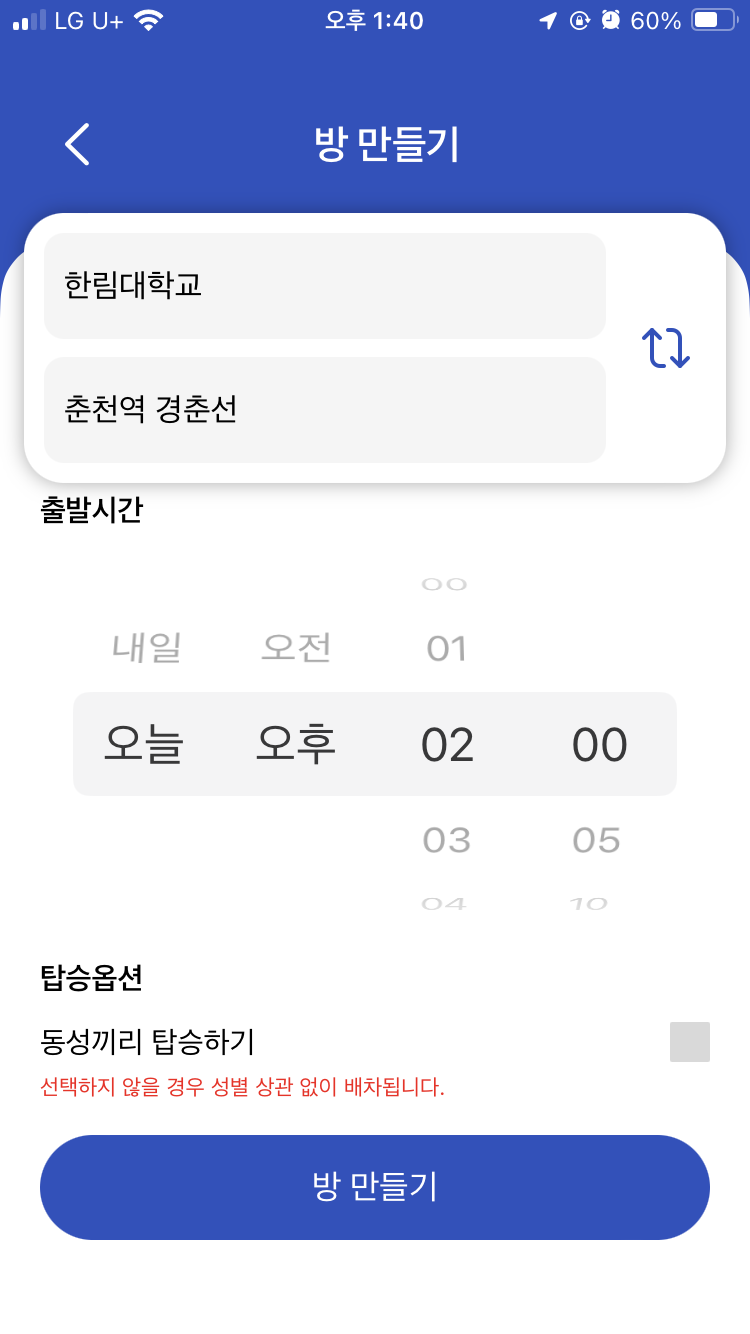 LG U+ 오후 1:40 60%
방 만들기
한림대학교
춘천역 경춘선
출발시간
00
내일 오전 01
오늘 오후 02 00
03 05
04 10
탑승옵션
동성끼리 탑승하기
선택하지 않을 경우 성별 상관 없이 배차됩니다.
방 만들기